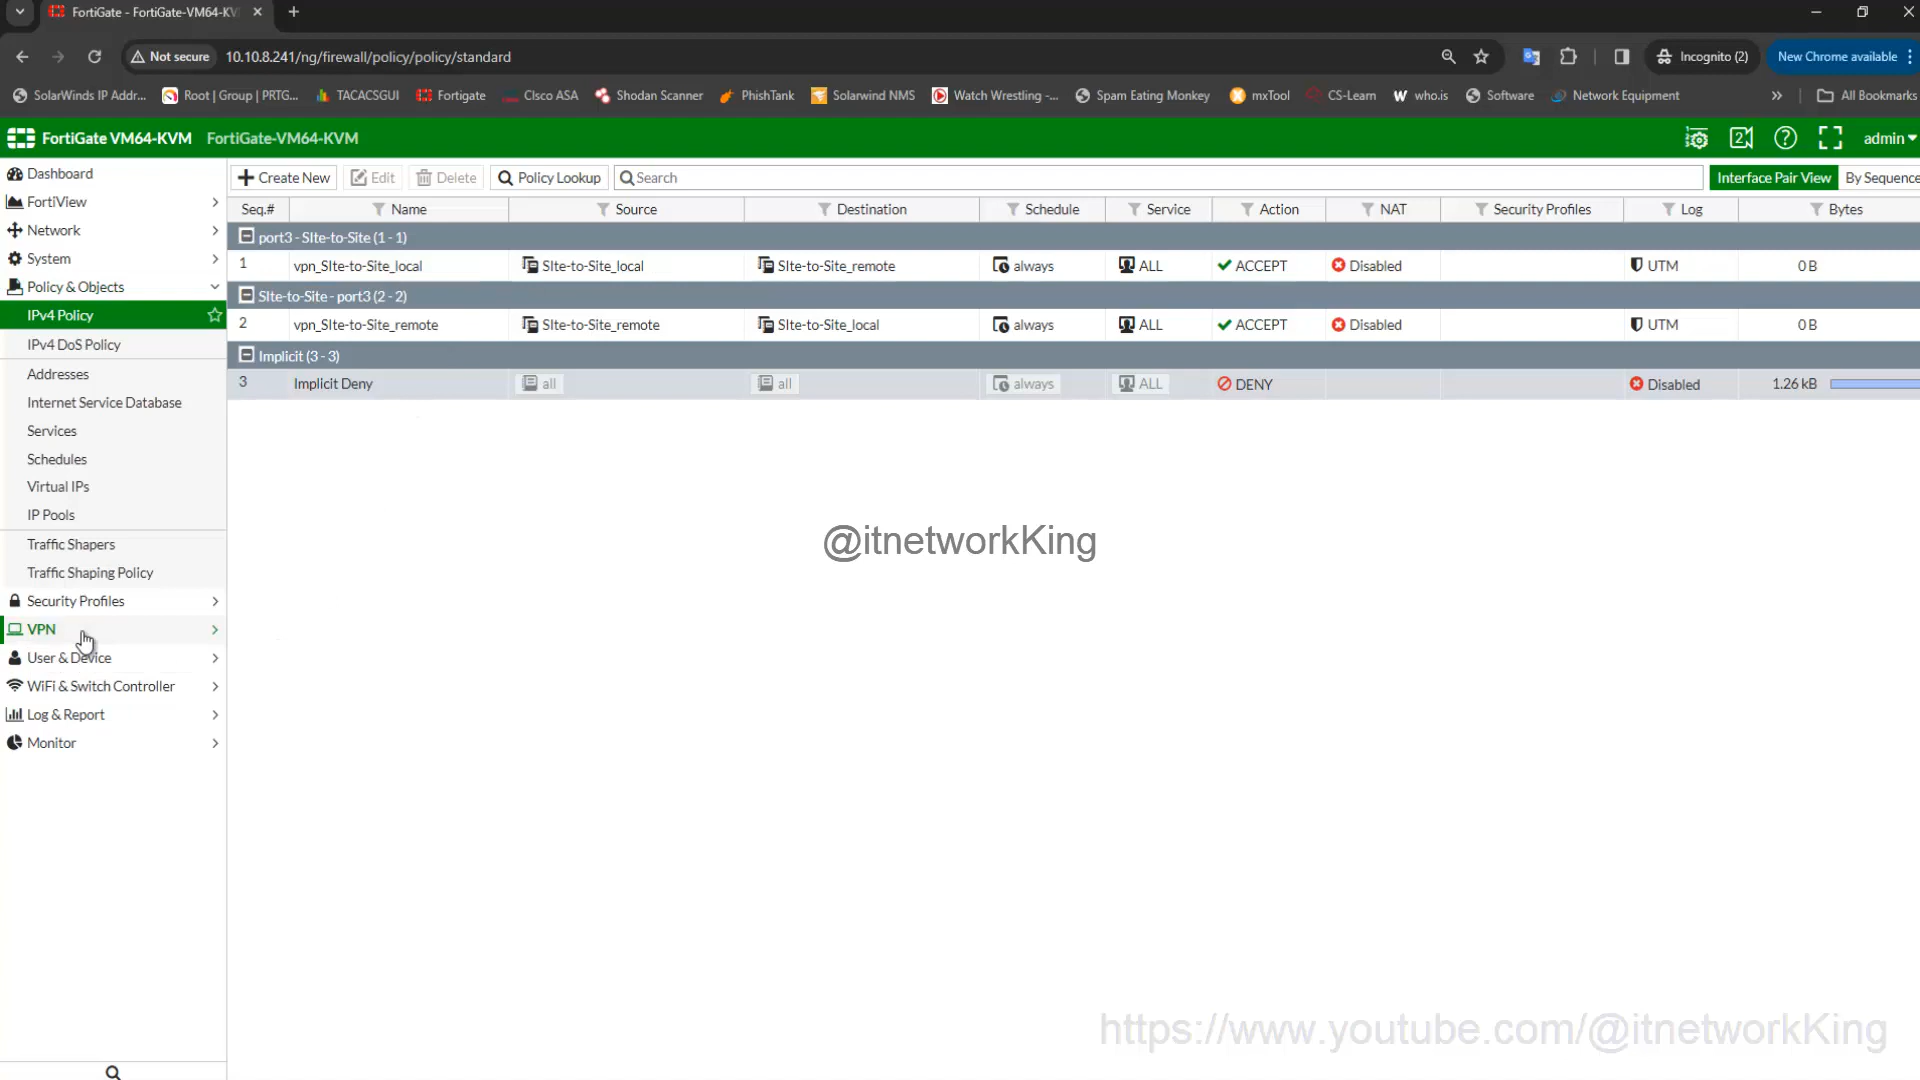 FortiGate - FortiGate-VM64-KV
Not secure 10.10.8.241/ng/firewall/policy/policy/standard Incognito (2) New Chrome available
SolarWinds IP Addr... Root | Group | PRTG... TACACSGUI Fortigate CIsco ASA Shodan Scanner PhishTank Solarwind NMS Watch Wrestling -... Spam Eating Monkey mxTool CS-Learn who.is Software Network Equipment » All Bookmarks
FortiGate VM64-KVM FortiGate-VM64-KVM 2 admin
Dashboard
FortiView
Network
System
Policy & Objects
IPv4 Policy
IPv4 DoS Policy
Addresses
Internet Service Database
Services
Schedules
Virtual IPs
IP Pools
Traffic Shapers
Traffic Shaping Policy
Security Profiles
VPN
User & Device
WiFi & Switch Controller
Log & Report
Monitor
Create New Edit Delete Policy Lookup Search Interface Pair View By Sequence
Seq.# Name Source Destination Schedule Service Action NAT Security Profiles Log Bytes
port3 - SIte-to-Site (1 - 1)
1 vpn_SIte-to-Site_local SIte-to-Site_local SIte-to-Site_remote always ALL ACCEPT Disabled UTM 0 B
SIte-to-Site - port3 (2 - 2)
2 vpn_SIte-to-Site_remote SIte-to-Site_remote SIte-to-Site_local always ALL ACCEPT Disabled UTM 0 B
Implicit (3 - 3)
3 Implicit Deny all all always ALL DENY Disabled 1.26 kB
@itnetworkKing
https://www.youtube.com/@itnetworkKing